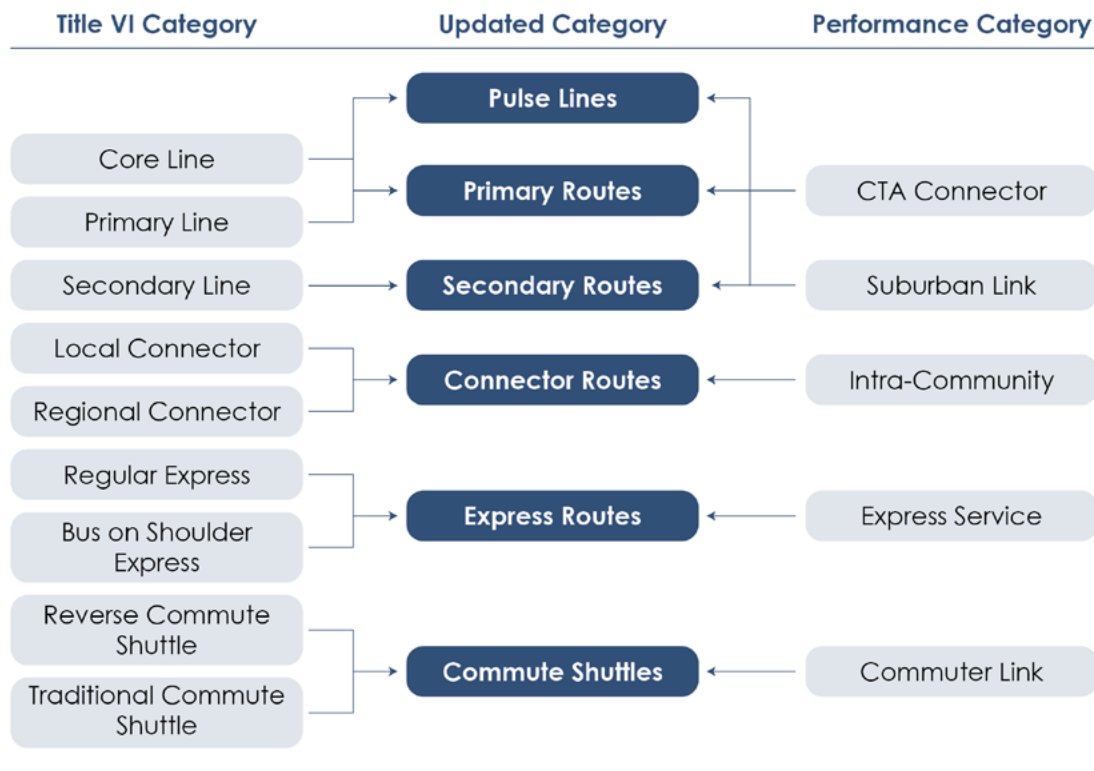 Title VI Category
Updated Category
Performance Category
Pulse Lines
Core Line
Primary Routes
CTA Connector
Primary Line
Secondary Line
Secondary Routes
Suburban Link
Local Connector
Connector Routes
Intra-Community
Regional Connector
Regular Express
Express Routes
Express Service
Bus on Shoulder
Express
Reverse Commute
Shuttle
Commute Shuttles
Commuter Link
Traditional Commute
Shuttle